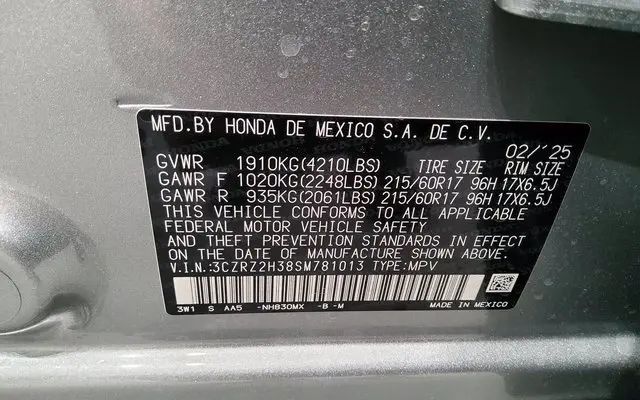 MFD.BY HONDA DE MEXICO S.A. DE C.V.
02/'25
GVWR 1910KG(4210LBS) TIRE SIZE RIM SIZE
GAWR F 1020KG(2248LBS) 215/60R17 96H 17X6.5J
GAWR R 935KG(2061LBS) 215/60R17 96H 17X6.5J
THIS VEHICLE CONFORMS TO ALL APPLICABLE
FEDERAL MOTOR VEHICLE SAFETY
AND THEFT PREVENTION STANDARDS IN EFFECT
ON THE DATE OF MANUFACTURE SHOWN ABOVE.
V.I.N.:3CZRZ2H38SM781013 TYPE:MPV
3W1 S AA5 -NH830MX -B -M MADE IN MEXICO